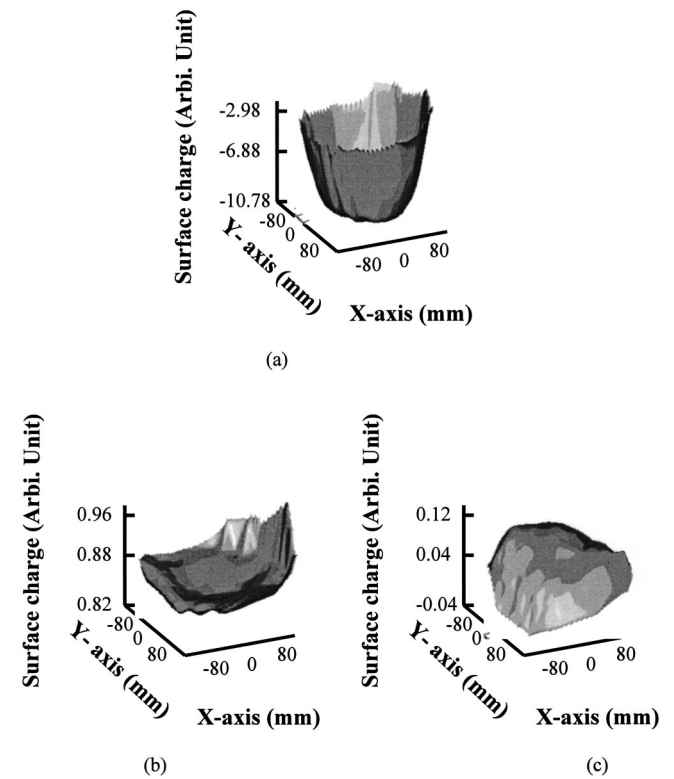 Surface charge (Arbi. Unit)
-2.98
-6.88
-10.78
-80
0
80
Y- axis (mm)
-80 0 80
X-axis (mm)
(a)
Surface charge (Arbi. Unit)
0.96
0.88
0.82
-80
0
80
Y- axis (mm)
-80 0 80
X-axis (mm)
(b)
Surface charge (Arbi. Unit)
0.12
0.04
-0.04
-80
0
80
Y- axis (mm)
-80 0 80
X-axis (mm)
(c)